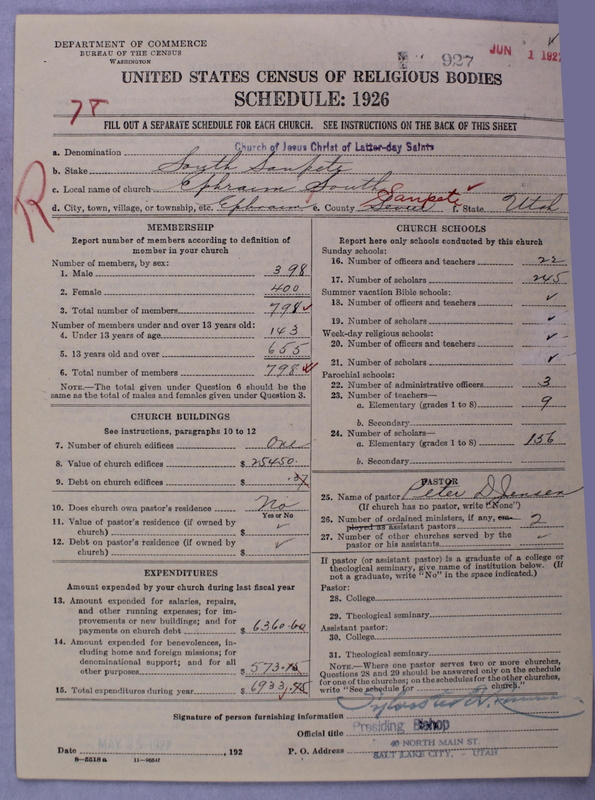 DEPARTMENT OF COMMERCE
BUREAU OF THE CENSUS
WASHINGTON
927
JUN 1 1927
UNITED STATES CENSUS OF RELIGIOUS BODIES
SCHEDULE: 1926
78
FILL OUT A SEPARATE SCHEDULE FOR EACH CHURCH. SEE INSTRUCTIONS ON THE BACK OF THIS SHEET
R
a. Denomination Church of Jesus Christ of Latter-day Saints
b. Stake South Sanpete
c. Local name of church Ephraim South
d. City, town, village, or township, etc. Ephraim e. County Sevier Sanpete f. State Utah
MEMBERSHIP
Report number of members according to definition of
member in your church
Number of members, by sex:
1. Male 398
2. Female 400
3. Total number of members 798
Number of members under and over 13 years old:
4. Under 13 years of age 143
5. 13 years old and over 655
6. Total number of members 798
NOTE.—The total given under Question 6 should be the
same as the total of males and females given under Question 3.
CHURCH BUILDINGS
See instructions, paragraphs 10 to 12
7. Number of church edifices One
8. Value of church edifices $ 25450.
9. Debt on church edifices $
10. Does church own pastor's residence? No
Yes or No
11. Value of pastor's residence (if owned by
church) $ ✓
12. Debt on pastor's residence (if owned by
church) $ ✓
EXPENDITURES
Amount expended by your church during last fiscal year
13. Amount expended for salaries, repairs,
and other running expenses; for im-
provements or new buildings; and for
payments on church debt $ 6360.60
14. Amount expended for benevolences, in-
cluding home and foreign missions; for
denominational support; and for all
other purposes $ 573.15
15. Total expenditures during year $ 6933.75
CHURCH SCHOOLS
Report here only schools conducted by this church
Sunday schools:
16. Number of officers and teachers 22
17. Number of scholars 245
Summer vacation Bible schools:
18. Number of officers and teachers ✓
19. Number of scholars ✓
Week-day religious schools:
20. Number of officers and teachers ✓
21. Number of scholars ✓
Parochial schools:
22. Number of administrative officers 3
23. Number of teachers—
a. Elementary (grades 1 to 8) 9
b. Secondary
24. Number of scholars—
a. Elementary (grades 1 to 8) 156
b. Secondary
PASTOR
25. Name of pastor Peter D. Jensen
(If church has no pastor, write "None")
26. Number of ordained ministers, if any, em-
ployed as assistant pastors 2
27. Number of other churches served by the
pastor or his assistants
If pastor (or assistant pastor) is a graduate of a college or
theological seminary, give name of institution below. (If
not a graduate, write "No" in the space indicated.)
Pastor:
28. College
29. Theological seminary
Assistant pastor:
30. College
31. Theological seminary
NOTE.—Where one pastor serves two or more churches,
Questions 28 and 29 should be answered only on the schedule
for one of the churches; on the schedules for the other churches,
write "See schedule for church."
Signature of person furnishing information Sylvester Q. Cannon
Official title Presiding Bishop
Date , 192 P. O. Address 40 NORTH MAIN ST.
SALT LAKE CITY, UTAH
8—5518a